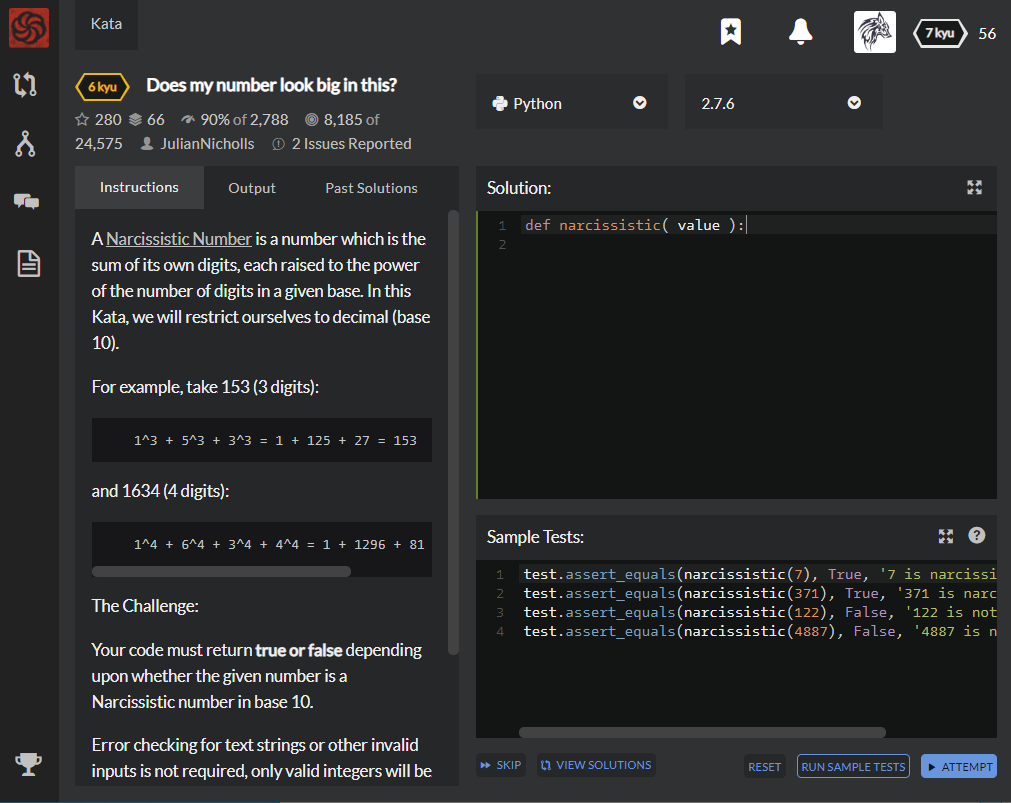 Kata
7 kyu 56
6 kyu Does my number look big in this?
280 66 90% of 2,788 8,185 of
24,575 JulianNicholls 2 Issues Reported
Python
2.7.6
Instructions Output Past Solutions
A Narcissistic Number is a number which is the
sum of its own digits, each raised to the power
of the number of digits in a given base. In this
Kata, we will restrict ourselves to decimal (base
10).
For example, take 153 (3 digits):
1^3 + 5^3 + 3^3 = 1 + 125 + 27 = 153
and 1634 (4 digits):
1^4 + 6^4 + 3^4 + 4^4 = 1 + 1296 + 81
The Challenge:
Your code must return true or false depending
upon whether the given number is a
Narcissistic number in base 10.
Error checking for text strings or other invalid
inputs is not required, only valid integers will be
Solution:
1 def narcissistic( value ):
2
Sample Tests:
1 test.assert_equals(narcissistic(7), True, '7 is narcissi
2 test.assert_equals(narcissistic(371), True, '371 is narc
3 test.assert_equals(narcissistic(122), False, '122 is not
4 test.assert_equals(narcissistic(4887), False, '4887 is n
SKIP VIEW SOLUTIONS RESET RUN SAMPLE TESTS ATTEMPT